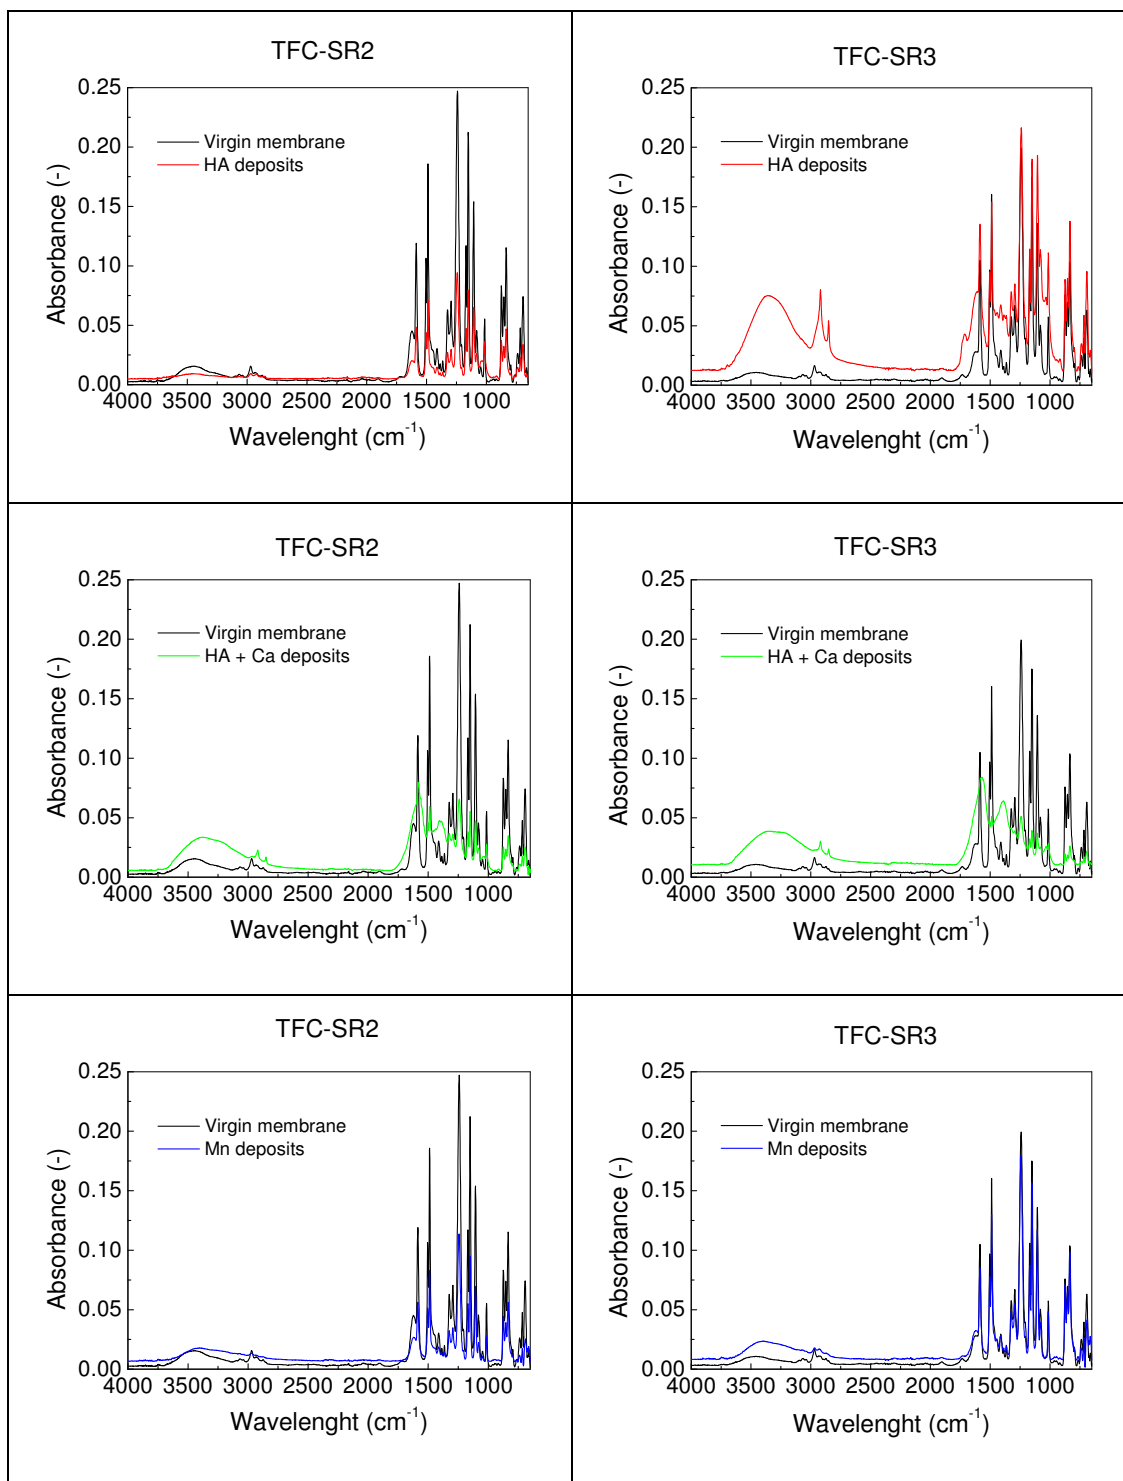 TFC-SR2
0.25
0.20
0.15
0.10
0.05
0.00
Absorbance (-)
Virgin membrane
HA deposits
4000 3500 3000 2500 2000 1500 1000
Wavelenght (cm⁻¹)
TFC-SR3
0.25
0.20
0.15
0.10
0.05
0.00
Absorbance (-)
Virgin membrane
HA deposits
4000 3500 3000 2500 2000 1500 1000
Wavelenght (cm⁻¹)
TFC-SR2
0.25
0.20
0.15
0.10
0.05
0.00
Absorbance (-)
Virgin membrane
HA + Ca deposits
4000 3500 3000 2500 2000 1500 1000
Wavelenght (cm⁻¹)
TFC-SR3
0.25
0.20
0.15
0.10
0.05
0.00
Absorbance (-)
Virgin membrane
HA + Ca deposits
4000 3500 3000 2500 2000 1500 1000
Wavelenght (cm⁻¹)
TFC-SR2
0.25
0.20
0.15
0.10
0.05
0.00
Absorbance (-)
Virgin membrane
Mn deposits
4000 3500 3000 2500 2000 1500 1000
Wavelenght (cm⁻¹)
TFC-SR3
0.25
0.20
0.15
0.10
0.05
0.00
Absorbance (-)
Virgin membrane
Mn deposits
4000 3500 3000 2500 2000 1500 1000
Wavelenght (cm⁻¹)